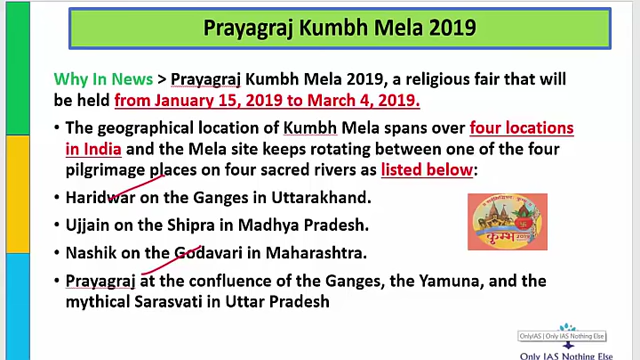 Prayagraj Kumbh Mela 2019
Why In News > Prayagraj Kumbh Mela 2019, a religious fair that will
be held from January 15, 2019 to March 4, 2019.
• The geographical location of Kumbh Mela spans over four locations
in India and the Mela site keeps rotating between one of the four
pilgrimage places on four sacred rivers as listed below:
• Haridwar on the Ganges in Uttarakhand.
• Ujjain on the Shipra in Madhya Pradesh.
कुम्भ
• Nashik on the Godavari in Maharashtra.
• Prayagraj at the confluence of the Ganges, the Yamuna, and the
mythical Sarasvati in Uttar Pradesh
OnlyIAS | Only IAS Nothing Else
Only IAS Nothing Else